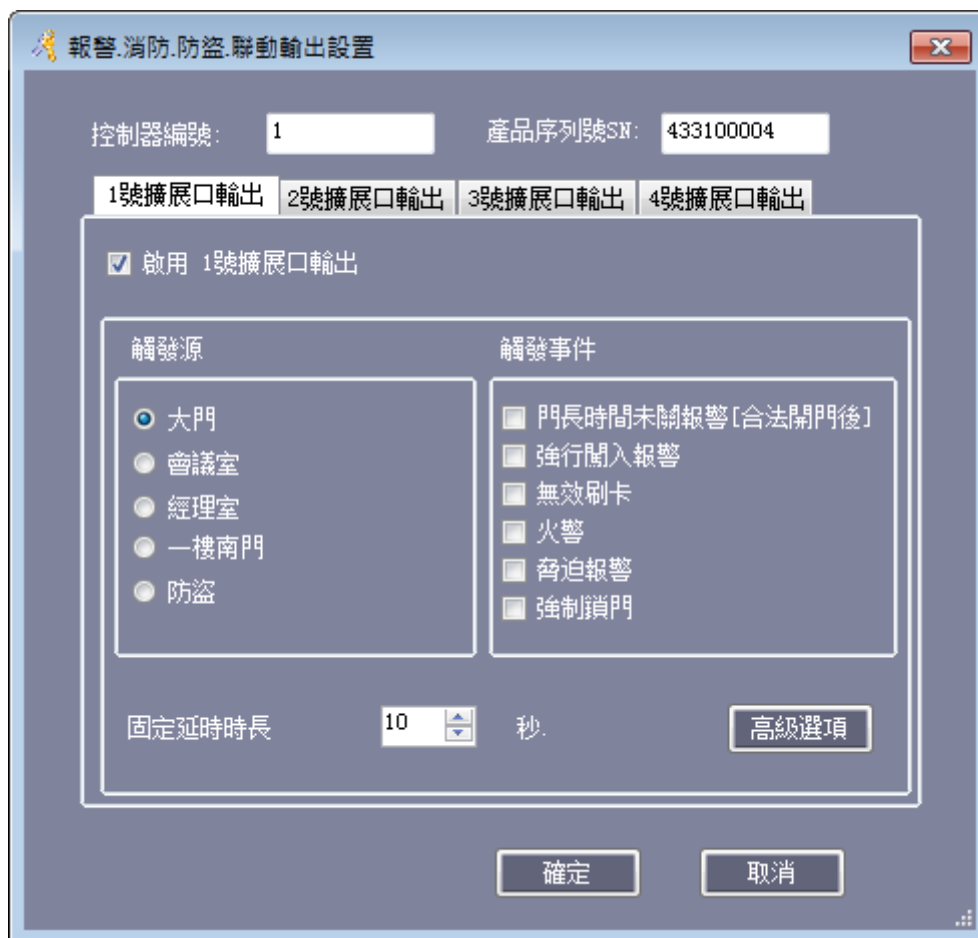 報警.消防.防盜.聯動輸出設置
控制器編號: 1 產品序列號SN: 433100004
1號擴展口輸出 2號擴展口輸出 3號擴展口輸出 4號擴展口輸出
啟用 1號擴展口輸出
觸發源 觸發事件
大門 門長時間未關報警[合法開門後]
會議室 強行闖入報警
經理室 無效刷卡
一樓南門 火警
防盜 脅迫報警
強制鎖門
固定延時時長 10 秒. 高級選項
確定 取消